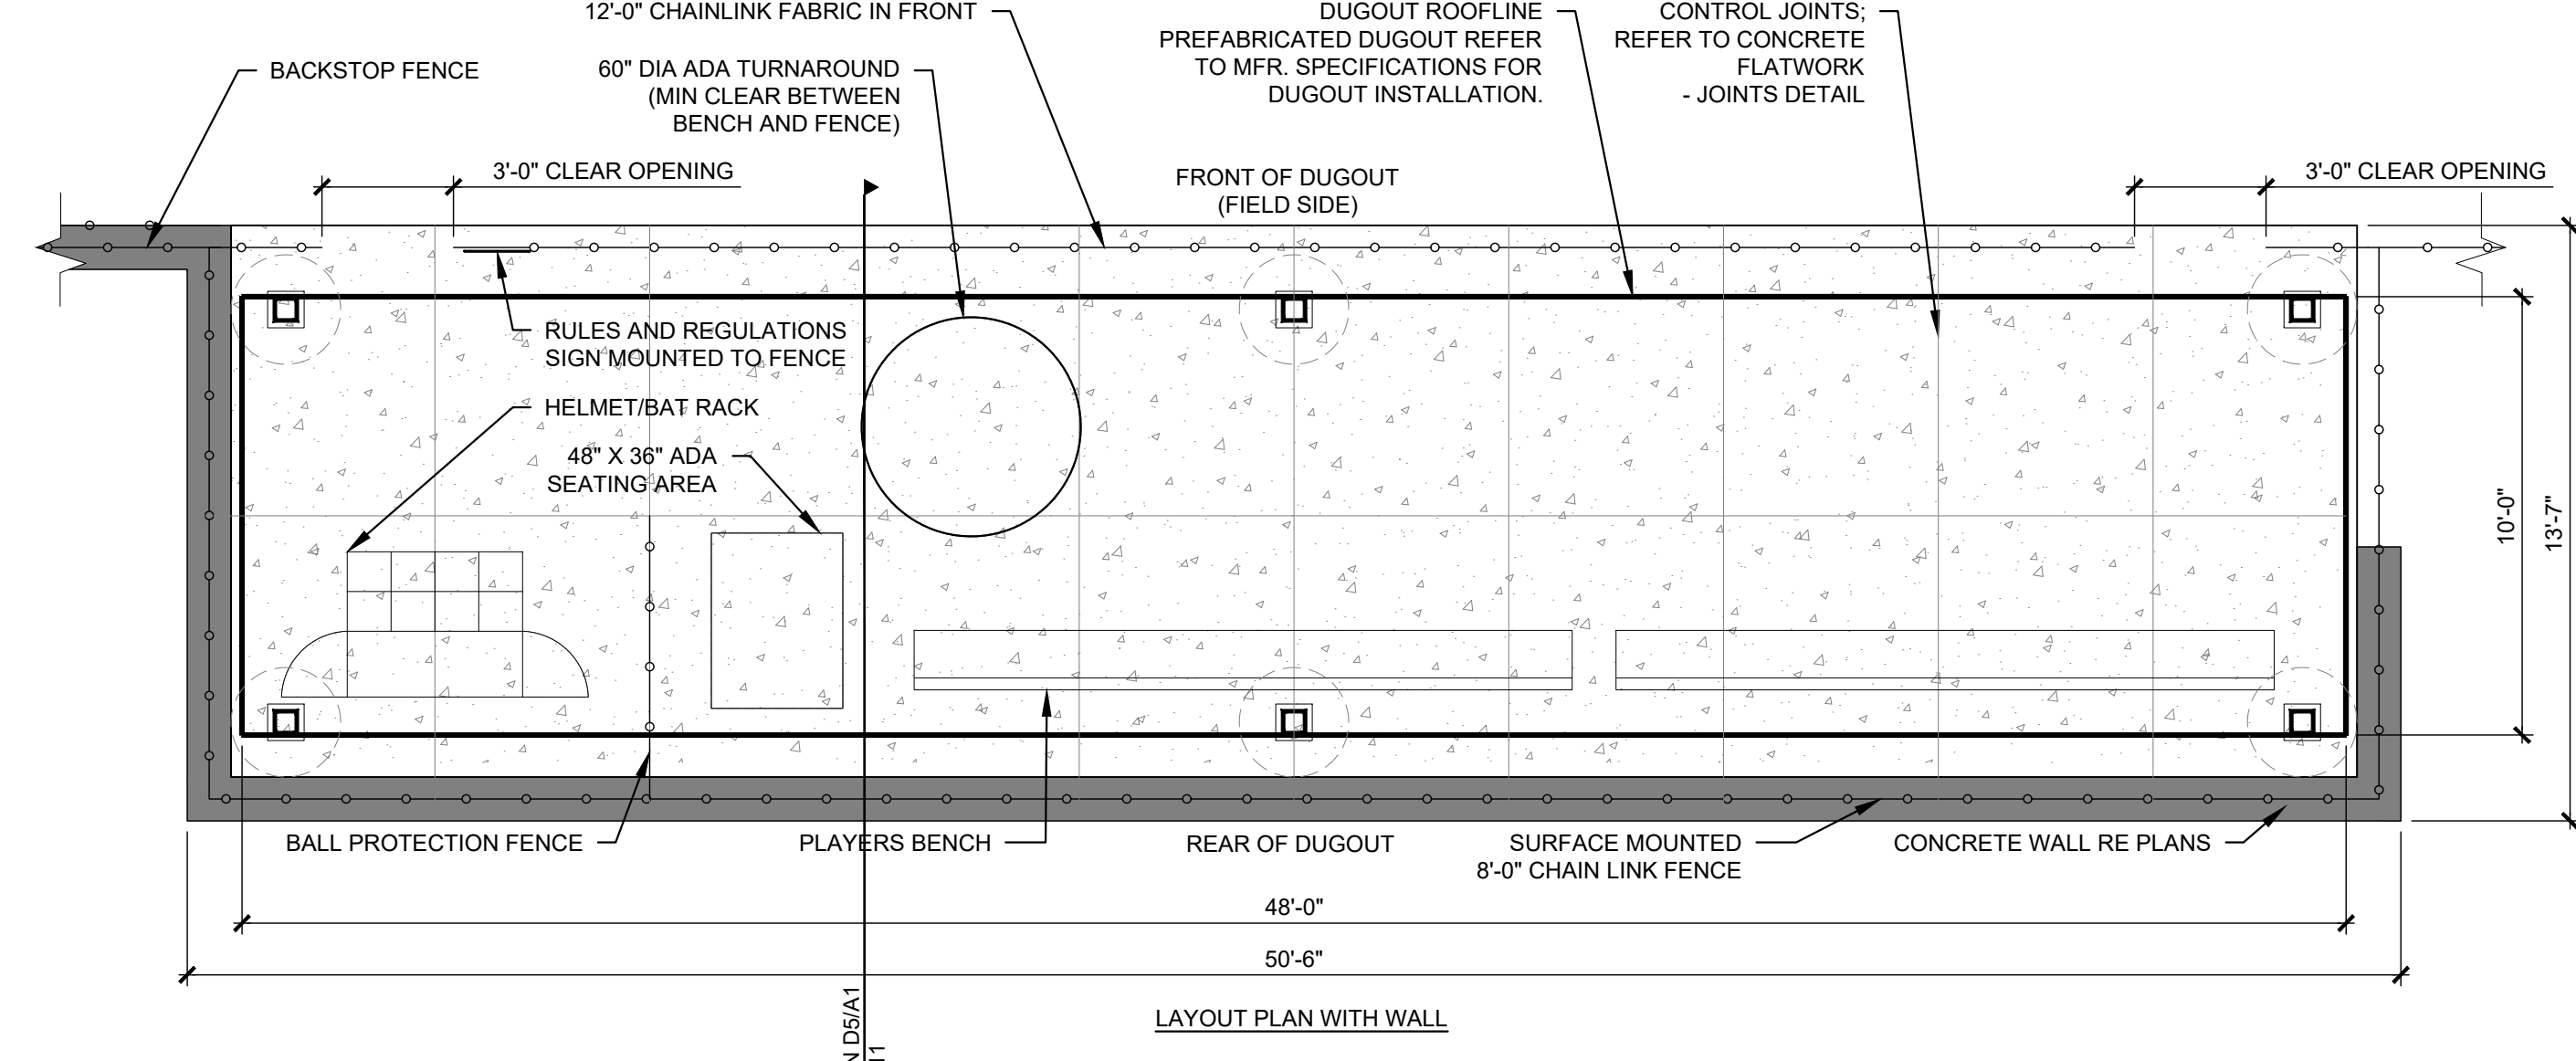 12'-0" CHAINLINK FABRIC IN FRONT
DUGOUT ROOFLINE
PREFABRICATED DUGOUT REFER
TO MFR. SPECIFICATIONS FOR
DUGOUT INSTALLATION.
CONTROL JOINTS;
REFER TO CONCRETE
FLATWORK
- JOINTS DETAIL
BACKSTOP FENCE
60" DIA ADA TURNAROUND
(MIN CLEAR BETWEEN
BENCH AND FENCE)
3'-0" CLEAR OPENING
FRONT OF DUGOUT
(FIELD SIDE)
3'-0" CLEAR OPENING
RULES AND REGULATIONS
SIGN MOUNTED TO FENCE
HELMET/BAT RACK
48" X 36" ADA
SEATING AREA
10'-0"
13'-7"
BALL PROTECTION FENCE
PLAYERS BENCH
REAR OF DUGOUT
SURFACE MOUNTED
8'-0" CHAIN LINK FENCE
CONCRETE WALL RE PLANS
48'-0"
50'-6"
D5/A1
LAYOUT PLAN WITH WALL